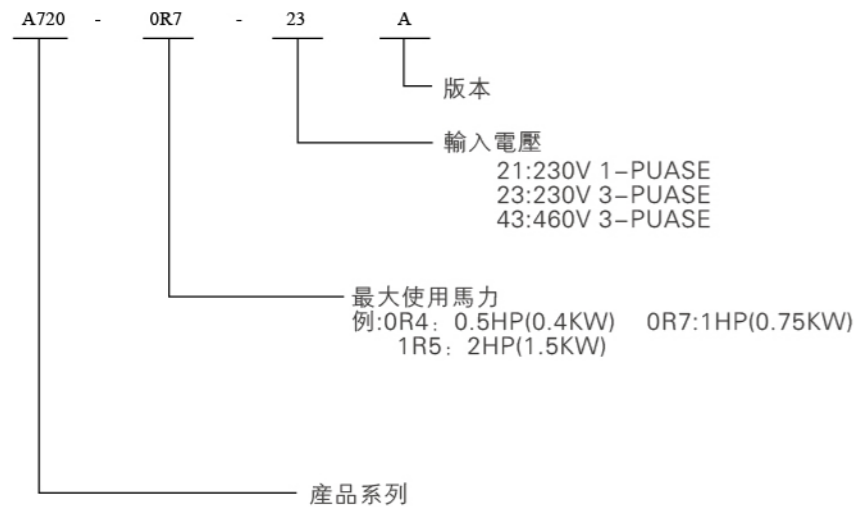 A720 - 0R7 - 23 A
版本
輸入電壓
21:230V 1-PUASE
23:230V 3-PUASE
43:460V 3-PUASE
最大使用馬力
例:0R4：0.5HP(0.4KW) 0R7:1HP(0.75KW)
1R5：2HP(1.5KW)
産品系列